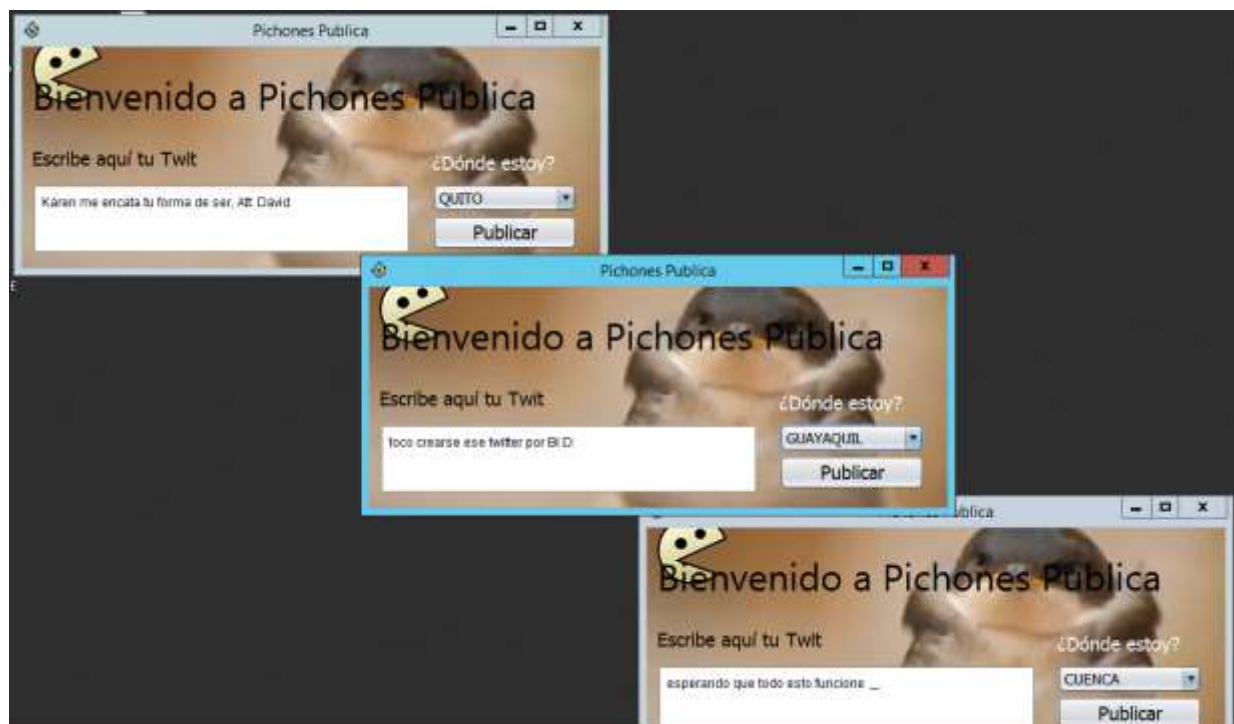 Pichones Publica
Bienvenido a Pichones Publica
Escribe aquí tu Twit
¿Dónde estoy?
Karen me encata tu forma de ser, Att: David
QUITO
Publicar
Pichones Publica
Bienvenido a Pichones Publica
Escribe aquí tu Twit
¿Dónde estoy?
toco crearse ese twitter por
GUAYAQUIL
Publicar
Publica
Bienvenido a Pichones Publica
Escribe aquí tu Twit
¿Dónde estoy?
esperando que todo esto funcione
CUENCA
Publicar